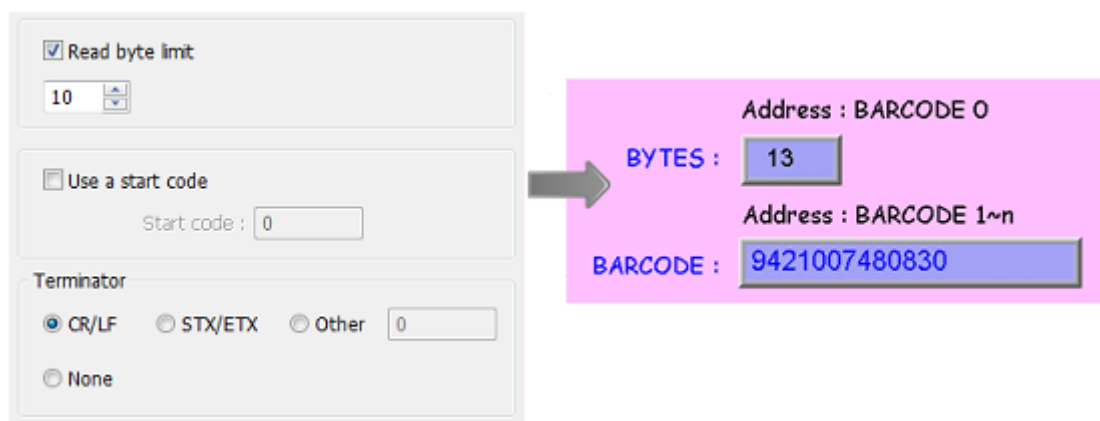 Read byte limit
10
Use a start code
Start code : 0
Terminator
CR/LF STX/ETX Other 0
None
Address : BARCODE 0
BYTES : 13
Address : BARCODE 1~n
BARCODE : 9421007480830